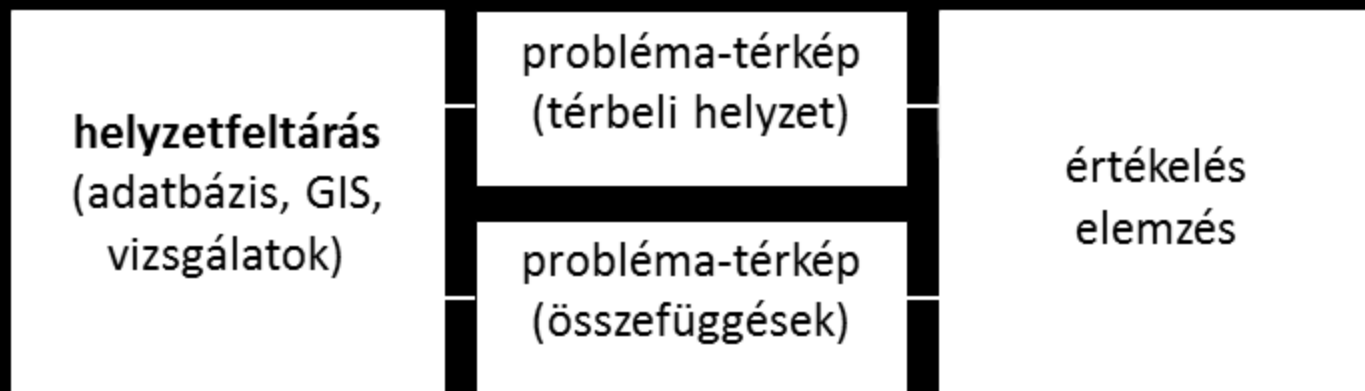 helyzetfeltárás
(adatbázis, GIS,
vizsgálatok)
probléma-térkép
(térbeli helyzet)
probléma-térkép
(összefüggések)
értékelés
elemzés